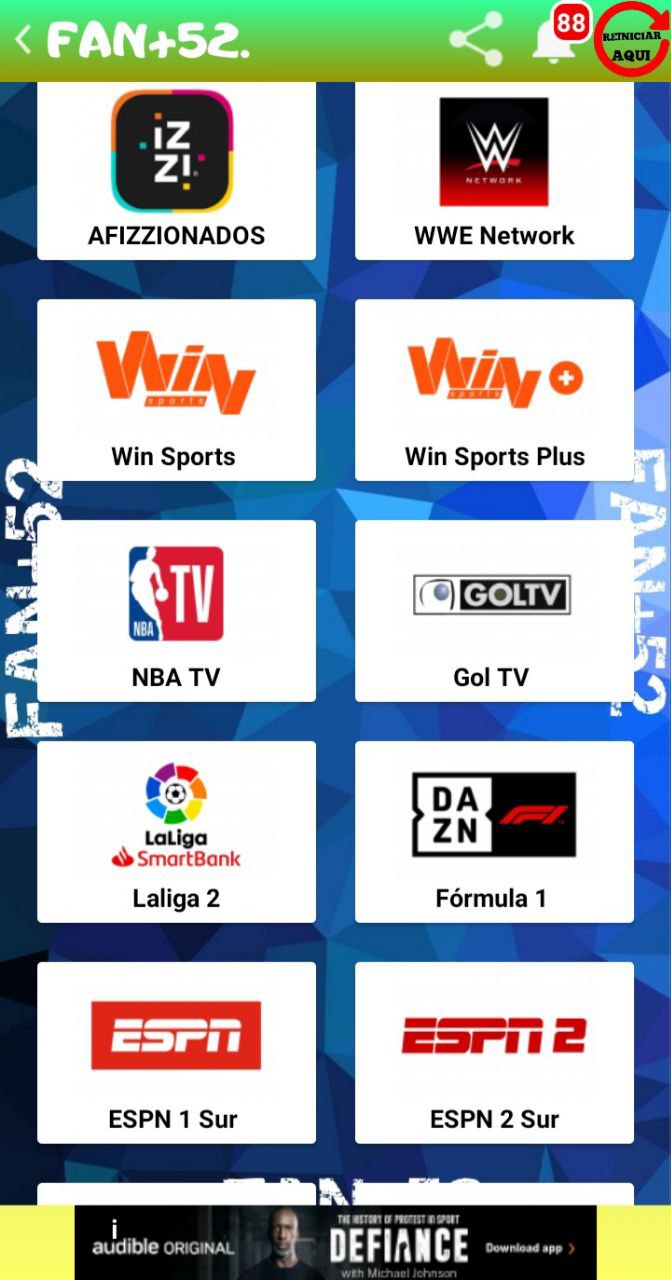 FAN+52.
88
REINICIAR
AQUI
iZ
Zi
AFIZZIONADOS
W
NETWORK
WWE Network
Win
sports
Win Sports
Win +
sports
Win Sports Plus
FAN+52
FAN+52
NBA TV
NBA TV
GOLTV
Gol TV
LaLiga
SmartBank
Laliga 2
DA
ZN
F1
Fórmula 1
ESPN
ESPN 1 Sur
ESPN 2
ESPN 2 Sur
audible ORIGINAL
THE HISTORY OF PROTEST IN SPORT
DEFIANCE
with Michael Johnson
Download app